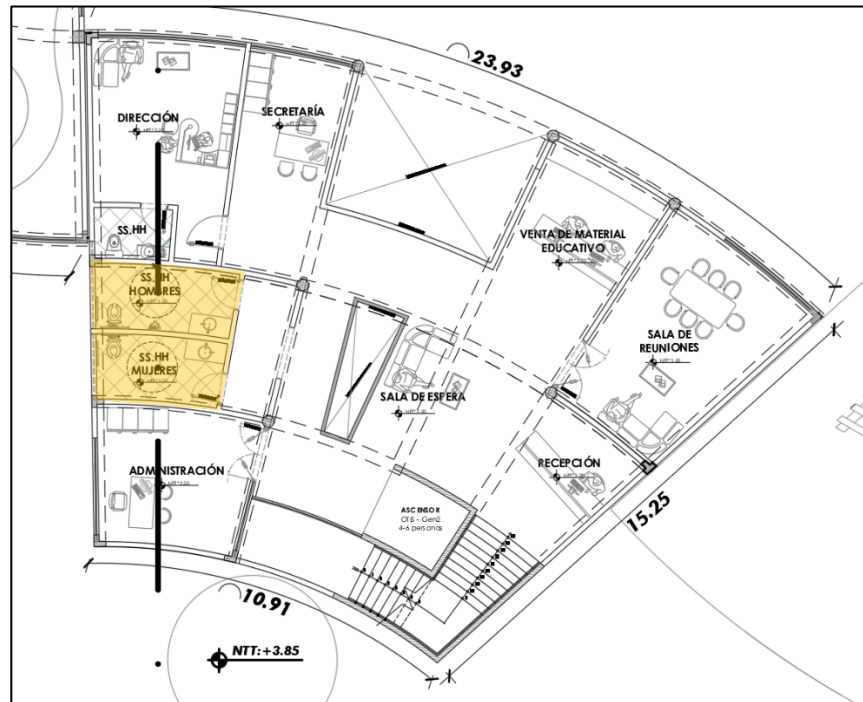 23.93
DIRECCIÓN
SECRETARÍA
SS.HH
VENTA DE MATERIAL
EDUCATIVO
SS.HH
HOMBRES
SALA DE
REUNIONES
SS.HH
MUJERES
SALA DE ESPERA
ADMINISTRACIÓN
RECEPCIÓN
ASCENSOR
4-6 personas
15.25
10.91
NTT:+3.85